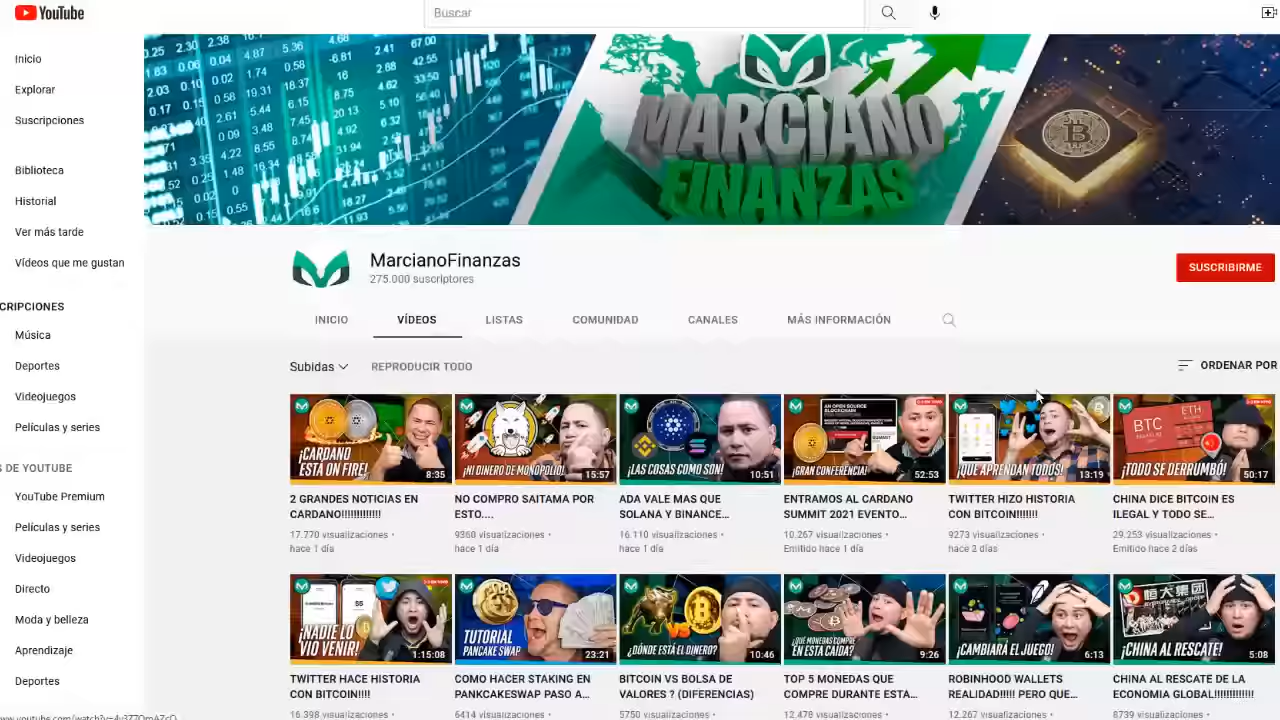 YouTube
Buscar
Inicio
Explorar
Suscripciones
Biblioteca
Historial
Ver más tarde
Vídeos que me gustan
CRIPCIONES
Música
Deportes
Videojuegos
Películas y series
S DE YOUTUBE
YouTube Premium
Películas y series
Videojuegos
Directo
Moda y belleza
Aprendizaje
Deportes
MARCIANO
FINANZAS
MarcianoFinanzas
275.000 suscriptores
SUSCRIBIRME
INICIO VÍDEOS LISTAS COMUNIDAD CANALES MÁS INFORMACIÓN
Subidas REPRODUCIR TODO ORDENAR POR
¡CARDANO
ESTA ON FIRE!
8:35
2 GRANDES NOTICIAS EN
CARDANO!!!!!!!!!!!!!
17.770 visualizaciones •
hace 1 día
¡NI DINERO DE MONOPOLIO!
15:57
NO COMPRO SAITAMA POR
ESTO....
9360 visualizaciones •
hace 1 día
¡LAS COSAS COMO SON!
10:51
ADA VALE MAS QUE
SOLANA Y BINANCE...
16.110 visualizaciones •
hace 1 día
AN OPEN SOURCE
BLOCKCHAIN
SUMMIT
¡GRAN CONFERENCIA!
52:53
ENTRAMOS AL CARDANO
SUMMIT 2021 EVENTO...
10.267 visualizaciones •
Emitido hace 1 día
¡QUE APRENDAN TODOS!
13:19
TWITTER HIZO HISTORIA
CON BITCOIN!!!!!!!
9273 visualizaciones •
hace 2 días
BTC
ETH
¡TODO SE DERRUMBÓ!
50:17
CHINA DICE BITCOIN ES
ILEGAL Y TODO SE...
29.253 visualizaciones •
Emitido hace 2 días
¡NADIE LO
VIO VENIR!
1:15:08
TWITTER HACE HISTORIA
CON BITCOIN!!!!
16.398 visualizaciones •
TUTORIAL
PANCAKE SWAP
23:21
COMO HACER STAKING EN
PANKCAKESWAP PASO A...
6414 visualizaciones •
¿DÓNDE ESTÁ EL DINERO?
10:46
BITCOIN VS BOLSA DE
VALORES ? (DIFERENCIAS)
5750 visualizaciones •
¿QUÉ MONEDAS COMPRÉ
EN ESTA CAÍDA?
9:26
TOP 5 MONEDAS QUE
COMPRE DURANTE ESTA...
12.478 visualizaciones •
¡CAMBIARÁ EL JUEGO!
6:13
ROBINHOOD WALLETS
REALIDAD!!!!! PERO QUE...
12.267 visualizaciones •
恒大集团
¡CHINA AL RESCATE!
5:08
CHINA AL RESCATE DE LA
ECONOMIA GLOBAL!!!!!!!!!!!!!
8739 visualizaciones •